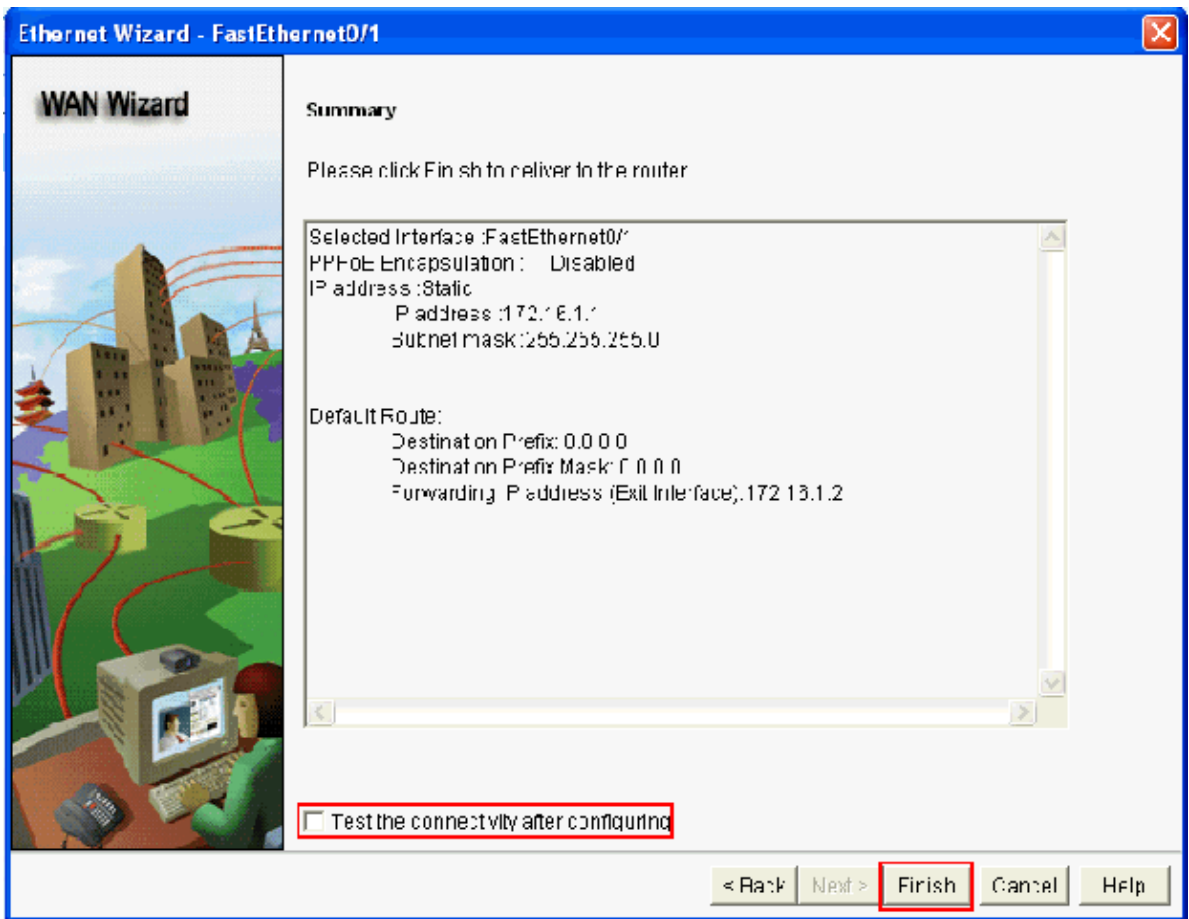 Ethernet Wizard - FastEthernet0/1
WAN Wizard
Summary
Please click Finish to deliver to the router
Selected Interface :FastEthernet0/1
PPPoE Encapsulation : Disabled
IP address :Static
IP address :172.16.1.1
Subnet mask :255.255.255.0
Default Route:
Destination Prefix: 0.0.0.0
Destination Prefix Mask: 0.0.0.0
Forwarding IP address (Exit Interface):172.16.1.2
Test the connectivity after configuring
< Back Next > Finish Cancel Help